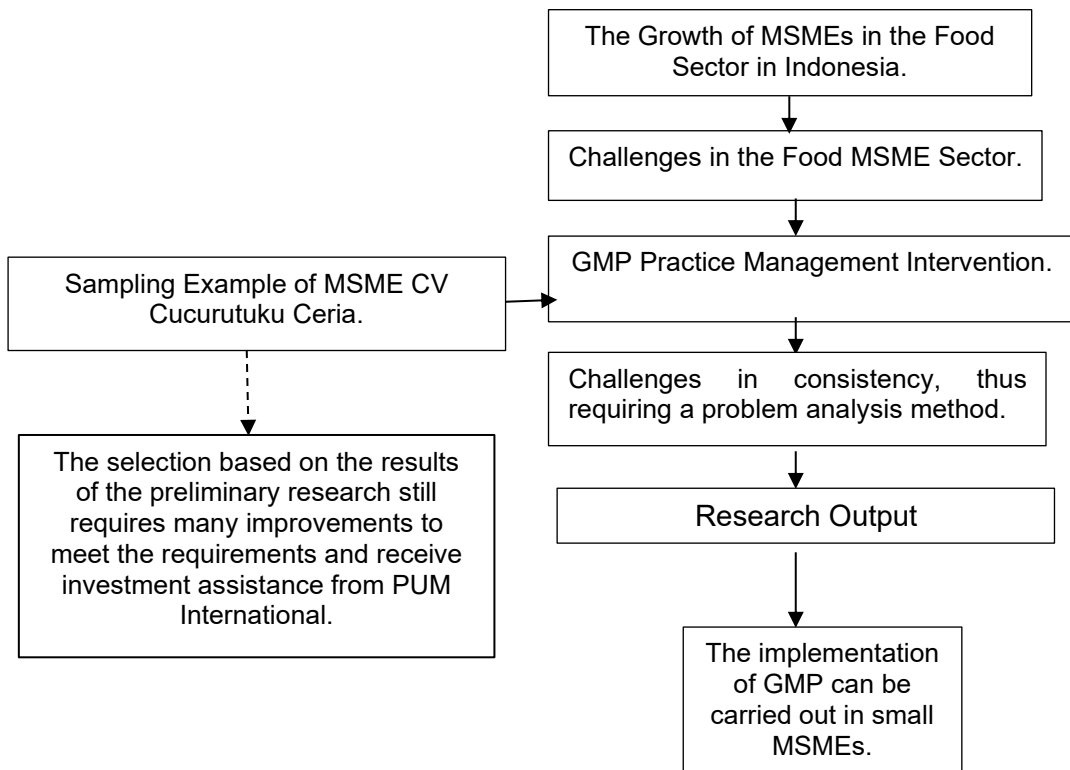 The Growth of MSMEs in the Food
Sector in Indonesia.
Challenges in the Food MSME Sector.
GMP Practice Management Intervention.
Sampling Example of MSME CV
Cucurutuku Ceria.
Challenges in consistency, thus
requiring a problem analysis method.
The selection based on the results
of the preliminary research still
requires many improvements to
meet the requirements and receive
investment assistance from PUM
International.
Research Output
The implementation
of GMP can be
carried out in small
MSMEs.